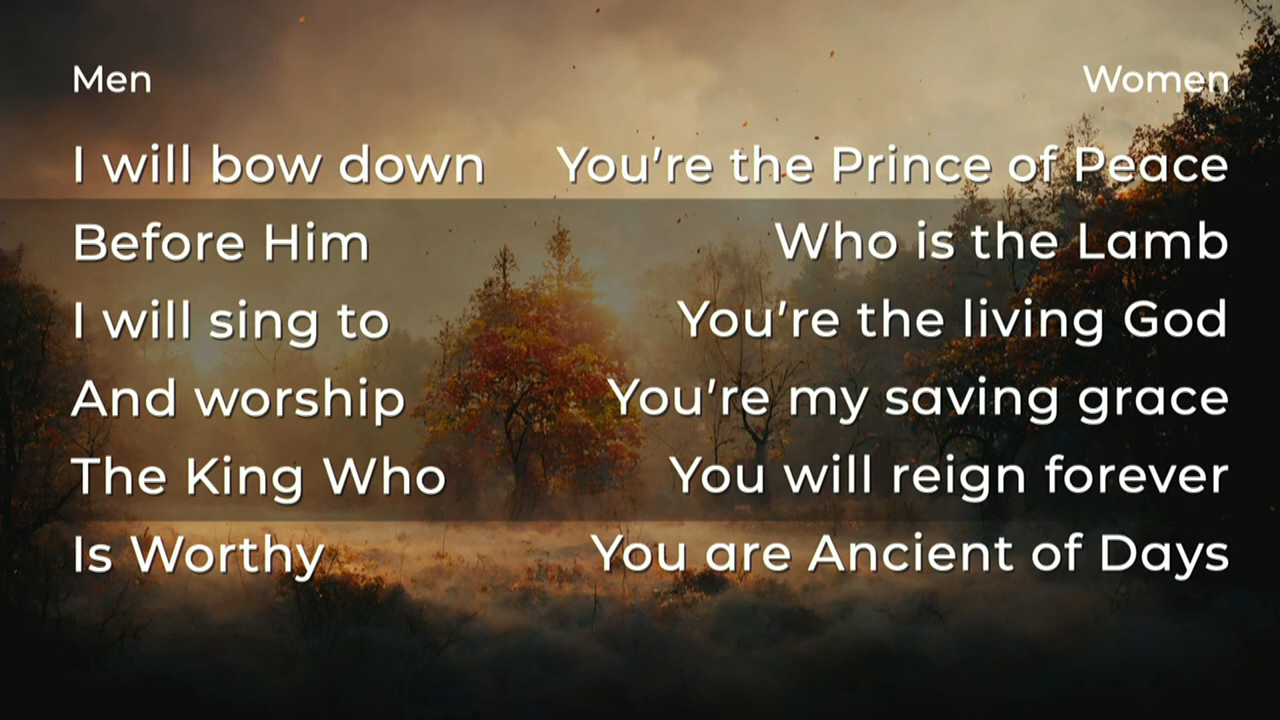 Men
Women
I will bow down
You're the Prince of Peace
Before Him
Who is the Lamb
I will sing to
You're the living God
And worship
You're my saving grace
The King Who
You will reign forever
Is Worthy
You are Ancient of Days